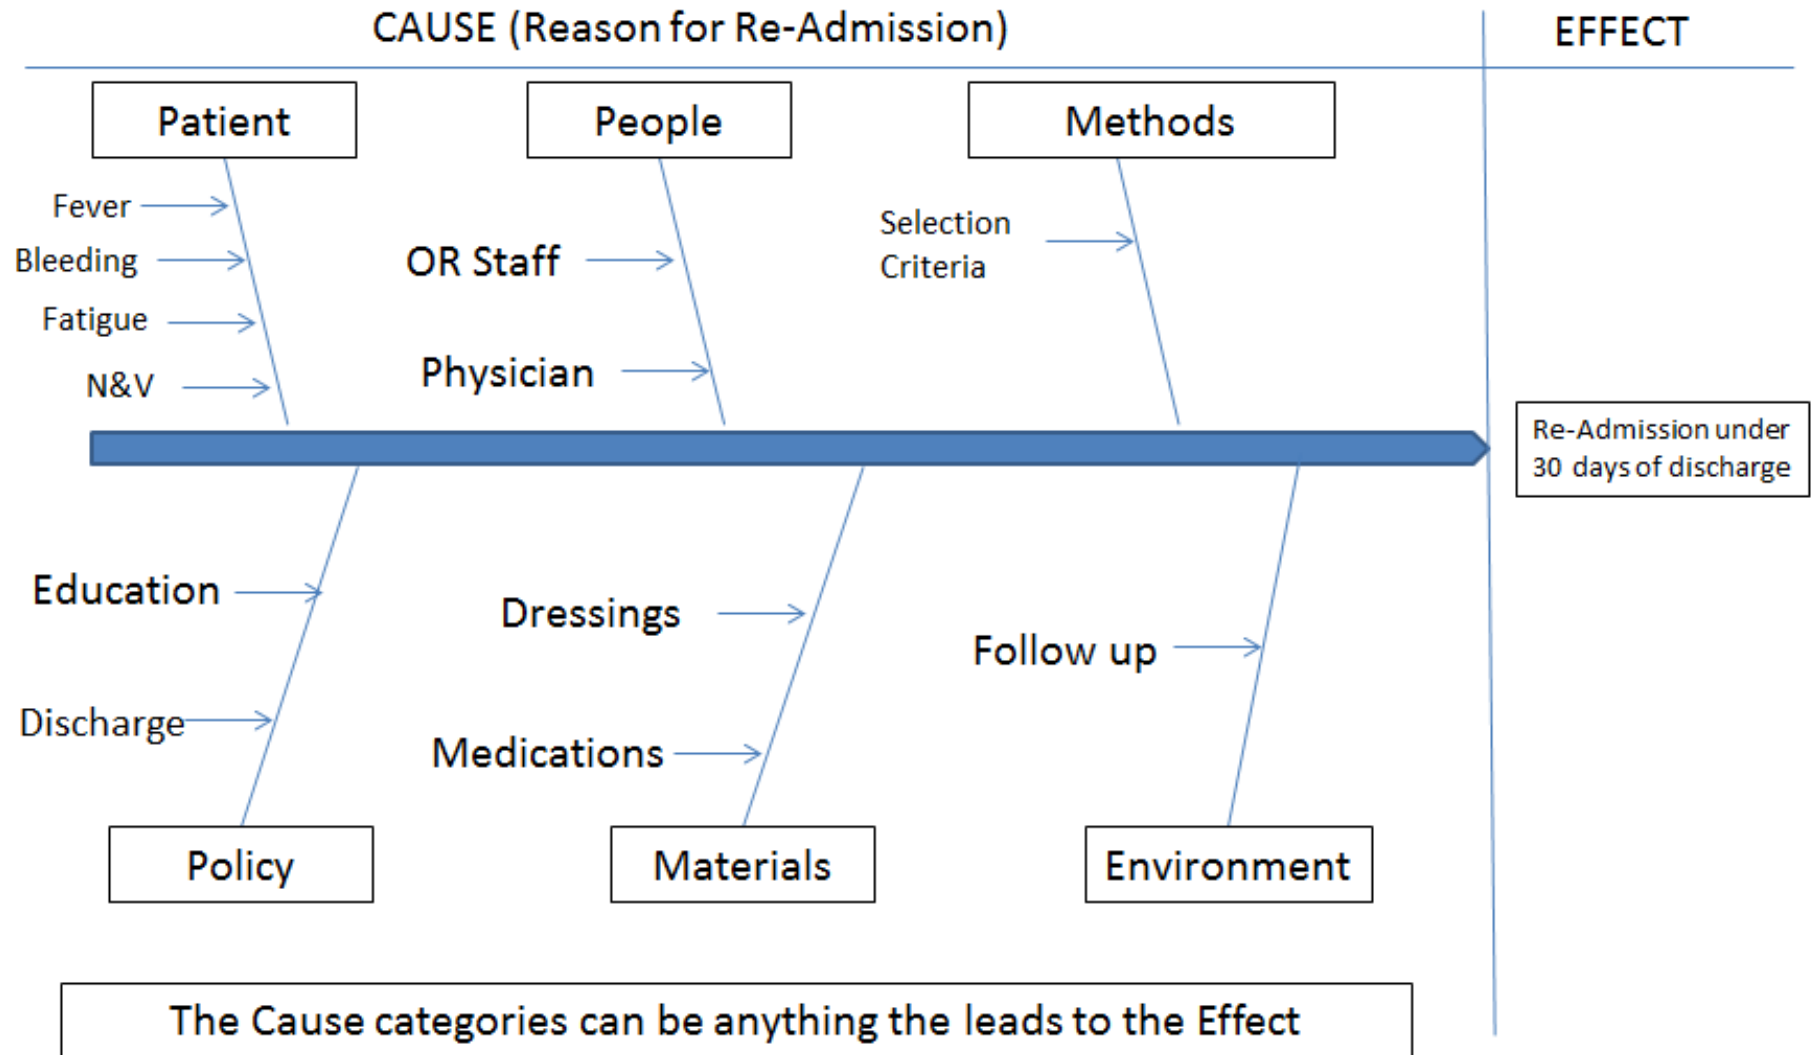 CAUSE (Reason for Re-Admission)
EFFECT
Patient
People
Methods
Fever
Bleeding
Fatigue
N&V
OR Staff
Physician
Selection
Criteria
Re-Admission under
30 days of discharge
Education
Discharge
Dressings
Medications
Follow up
Policy
Materials
Environment
The Cause categories can be anything the leads to the Effect